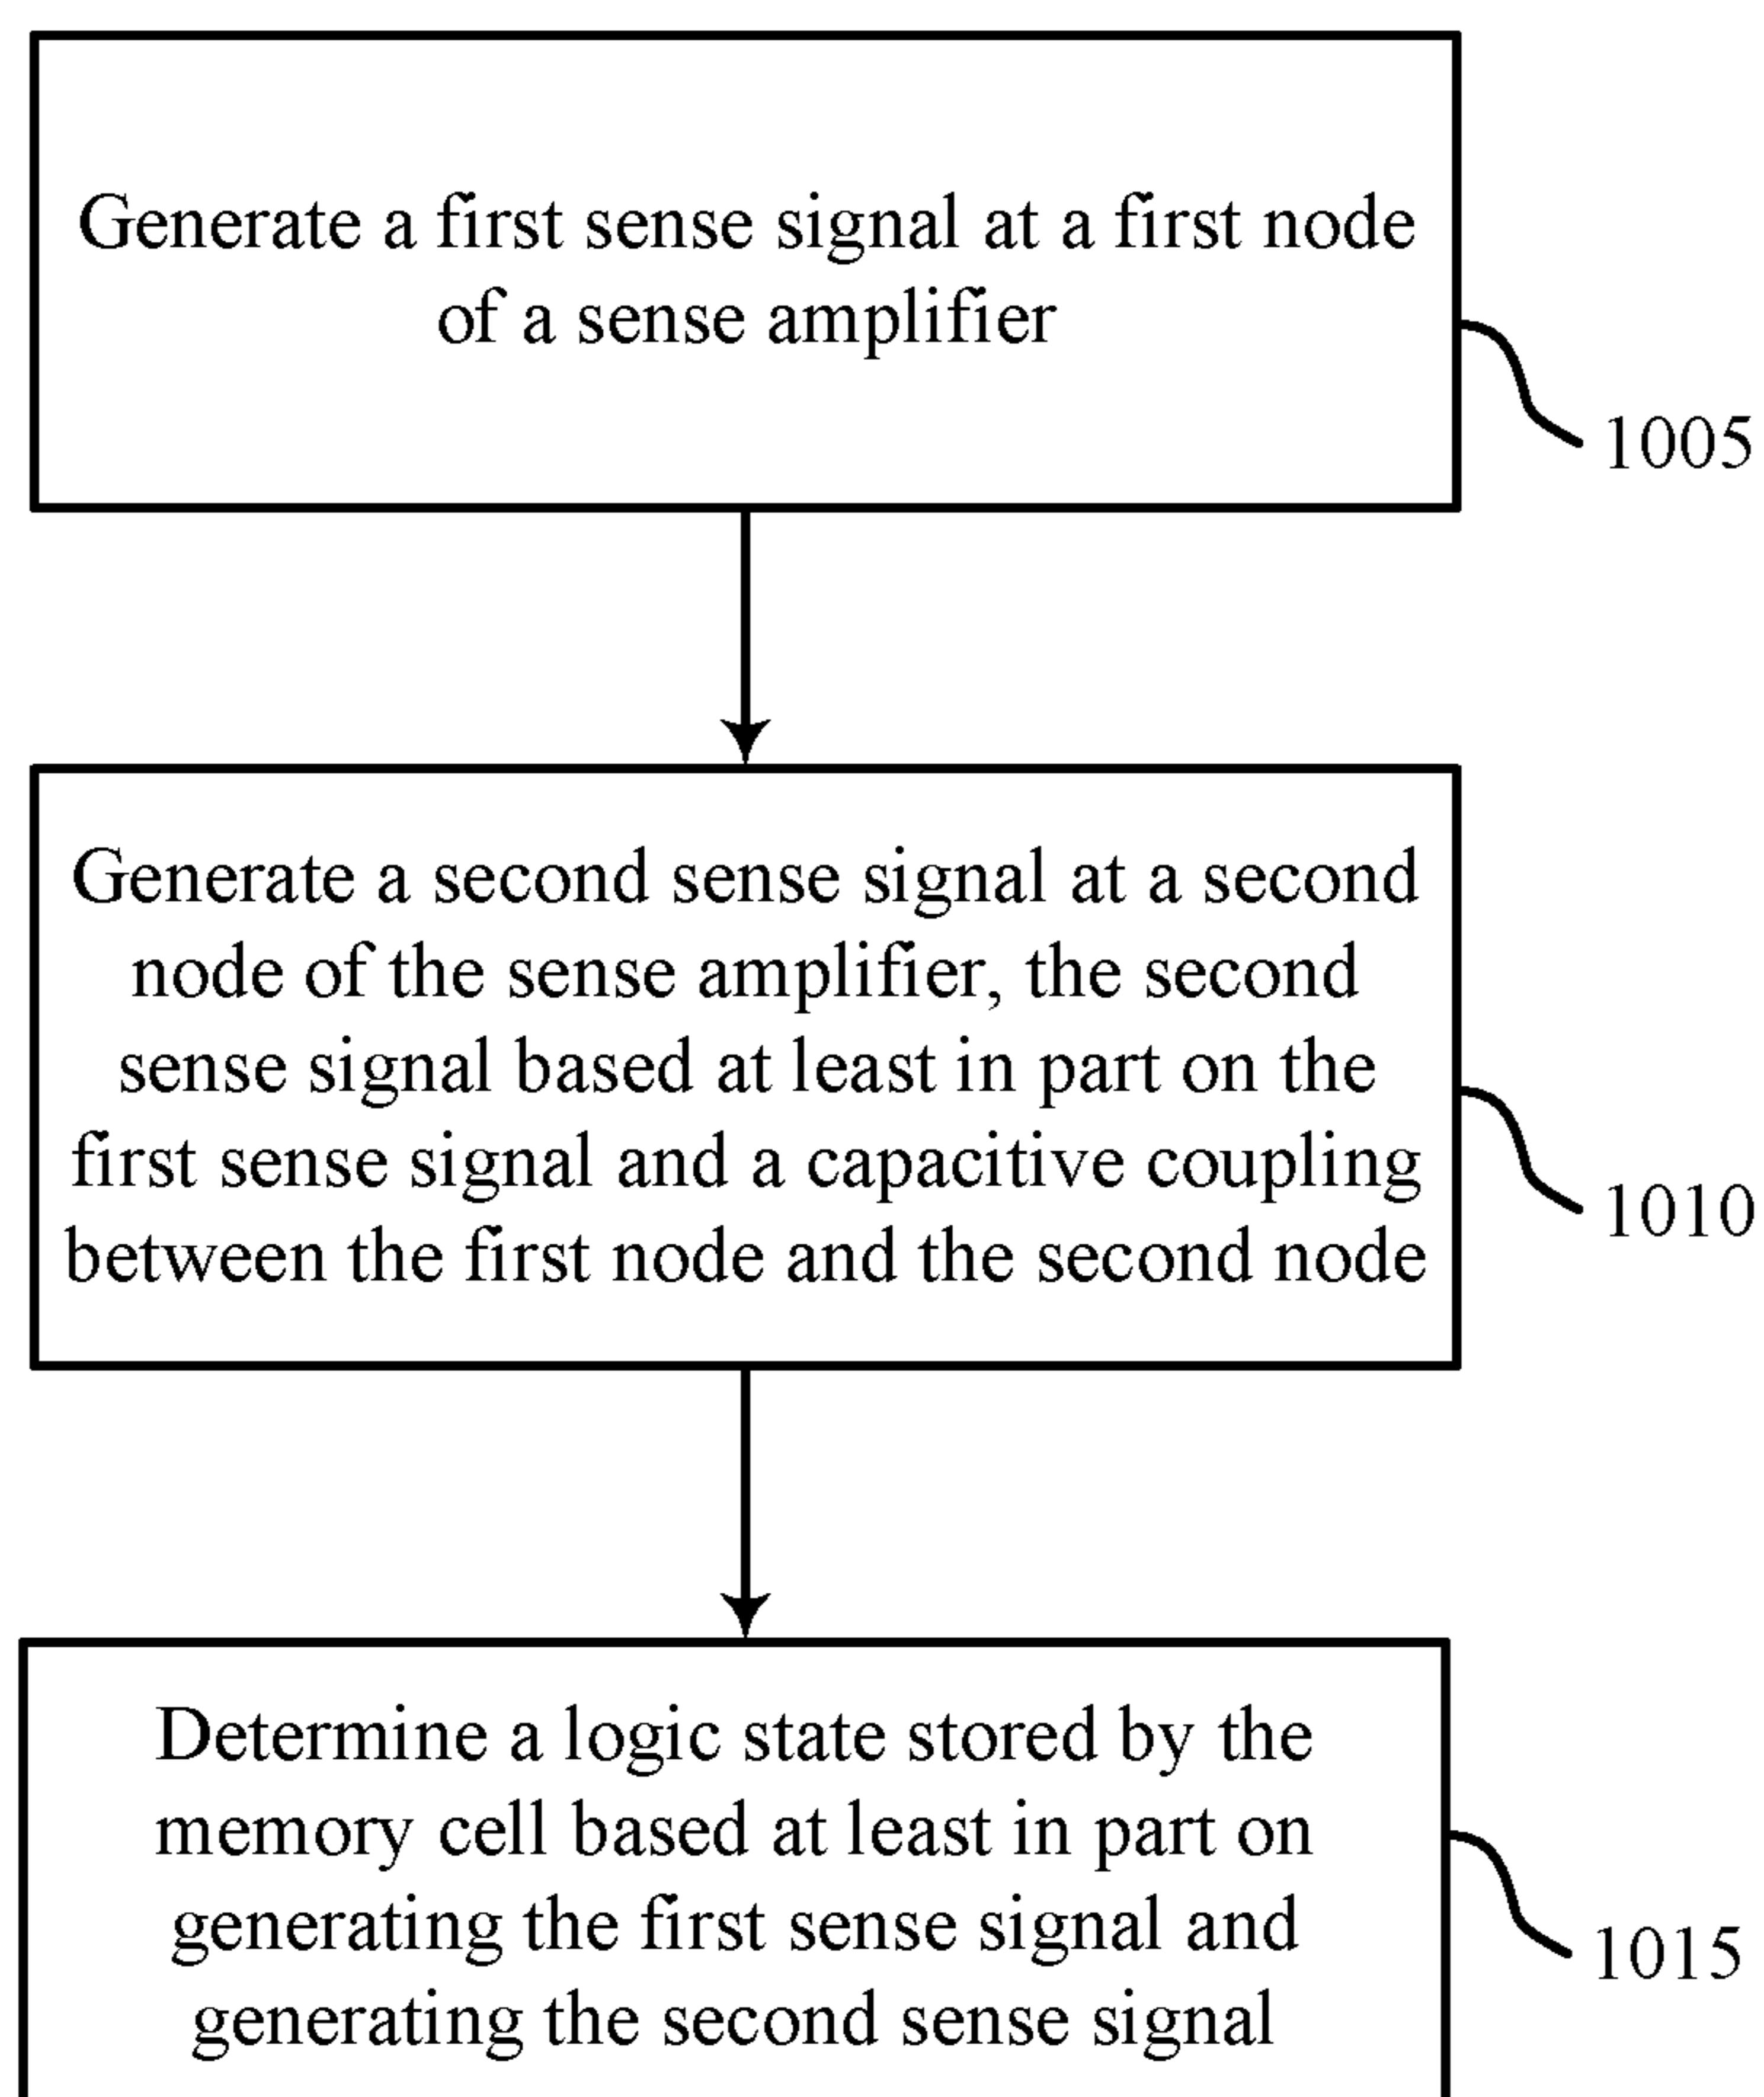 Generate a first sense signal at a first node
of a sense amplifier
1005
Generate a second sense signal at a second
node of the sense amplifier, the second
sense signal based at least in part on the
first sense signal and a capacitive coupling
between the first node and the second node
1010
Determine a logic state stored by the
memory cell based at least in part on
generating the first sense signal and
generating the second sense signal
1015